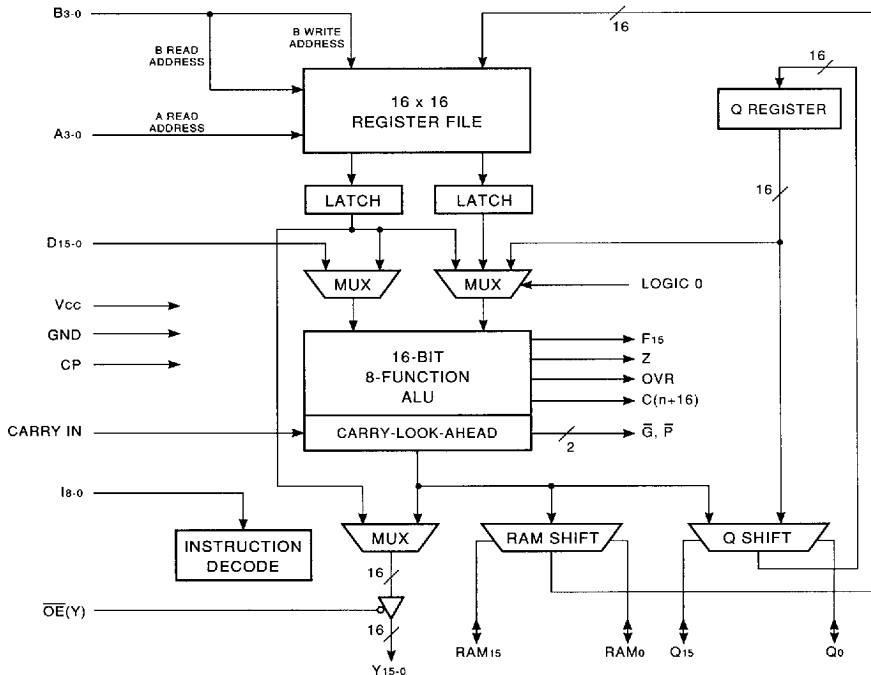 B3-0
16
B WRITE
ADDRESS
B READ
ADDRESS
16
16 x 16
REGISTER FILE
Q REGISTER
A READ
ADDRESS
A3-0
LATCH
LATCH
16
D15-0
MUX
MUX
LOGIC 0
VCC
GND
CP
16-BIT
8-FUNCTION
ALU
F15
Z
OVR
C(n+16)
CARRY IN
CARRY-LOOK-AHEAD
2
G̅, P̅
I8-0
INSTRUCTION
DECODE
MUX
RAM SHIFT
Q SHIFT
16
O̅E̅(Y)
16
Y15-0
RAM15
RAM0
Q15
Q0